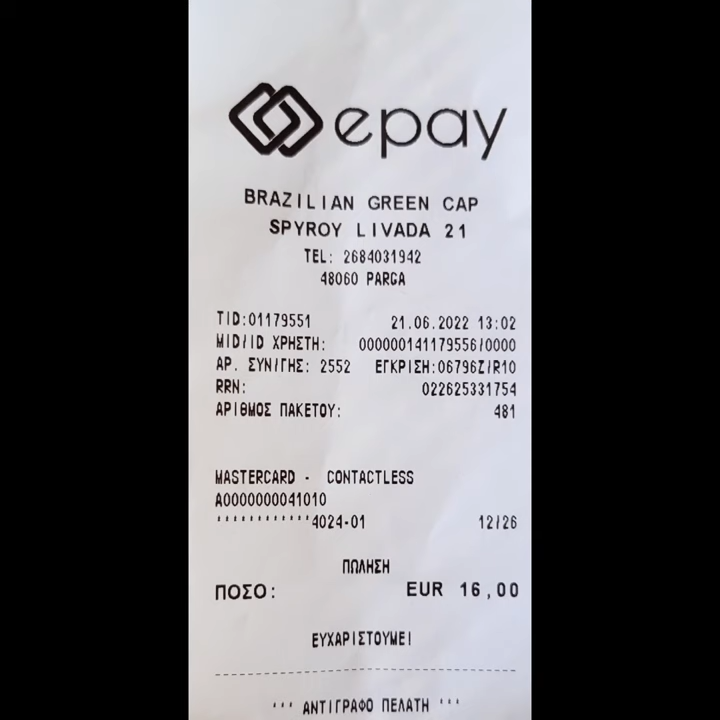 epay
BRAZILIAN GREEN CAP
SPYROY LIVADA 21
TEL: 2684031942
48060 PARGA
TID:01179551 21.06.2022 13:02
MID/ID ΧΡΗΣΤΗ: 000000141179556/0000
ΑΡ. ΣΥΝ/ΓΗΣ: 2552 ΕΓΚΡΙΣΗ:06796Z/R10
RRN: 022625331754
ΑΡΙΘΜΟΣ ΠΑΚΕΤΟΥ: 481
MASTERCARD - CONTACTLESS
A0000000041010
************4024-01 12/26
ΠΩΛΗΣΗ
ΠΟΣΟ: EUR 16,00
ΕΥΧΑΡΙΣΤΟΥΜΕ!
*** ΑΝΤΙΓΡΑΦΟ ΠΕΛΑΤΗ ***